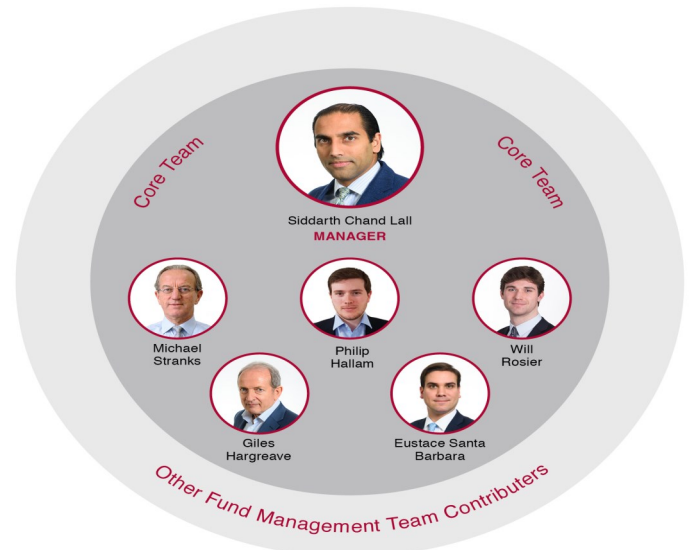 Core Team
Core Team
Siddarth Chand Lall
MANAGER
Michael
Stranks
Philip
Hallam
Will
Rosier
Giles
Hargreave
Eustace Santa
Barbara
Other Fund Management Team Contributers